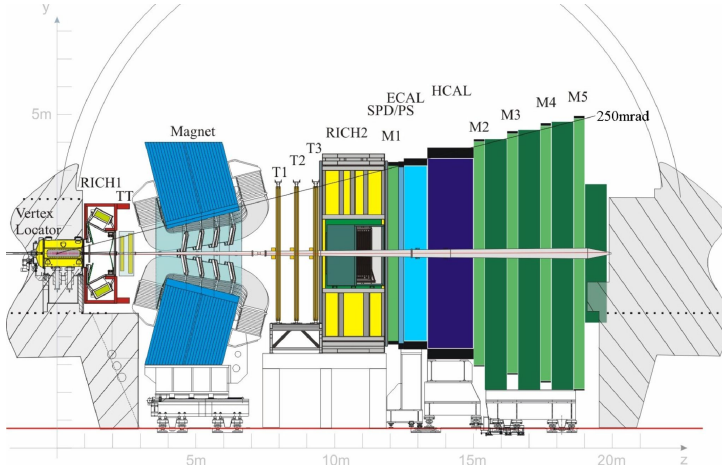 y
5m
Magnet
RICH1
TT
Vertex
Locator
T1
T2
T3
RICH2
M1
SPD/PS
ECAL
HCAL
M2
M3
M4
M5
250mrad
5m
10m
15m
20m
z